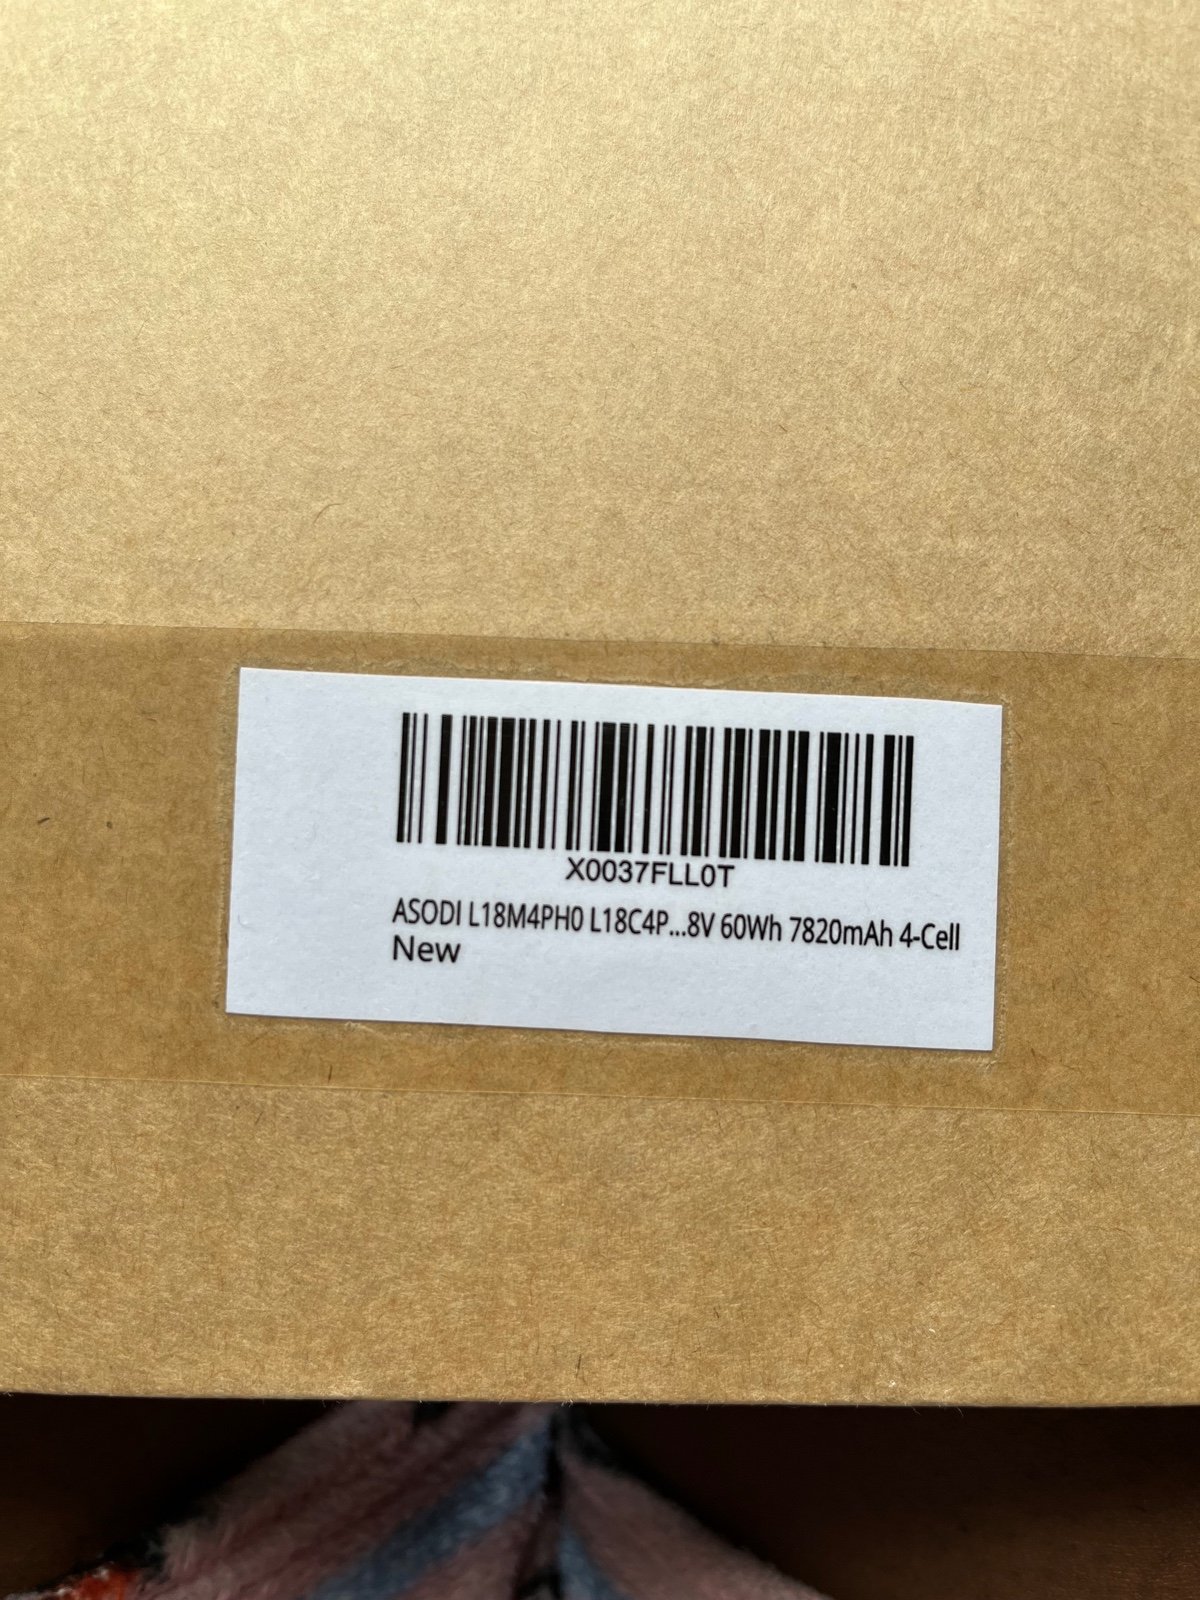 X0037FLL0T
ASODI L18M4PH0 L18C4P...8V 60Wh 7820mAh 4-Cell
New